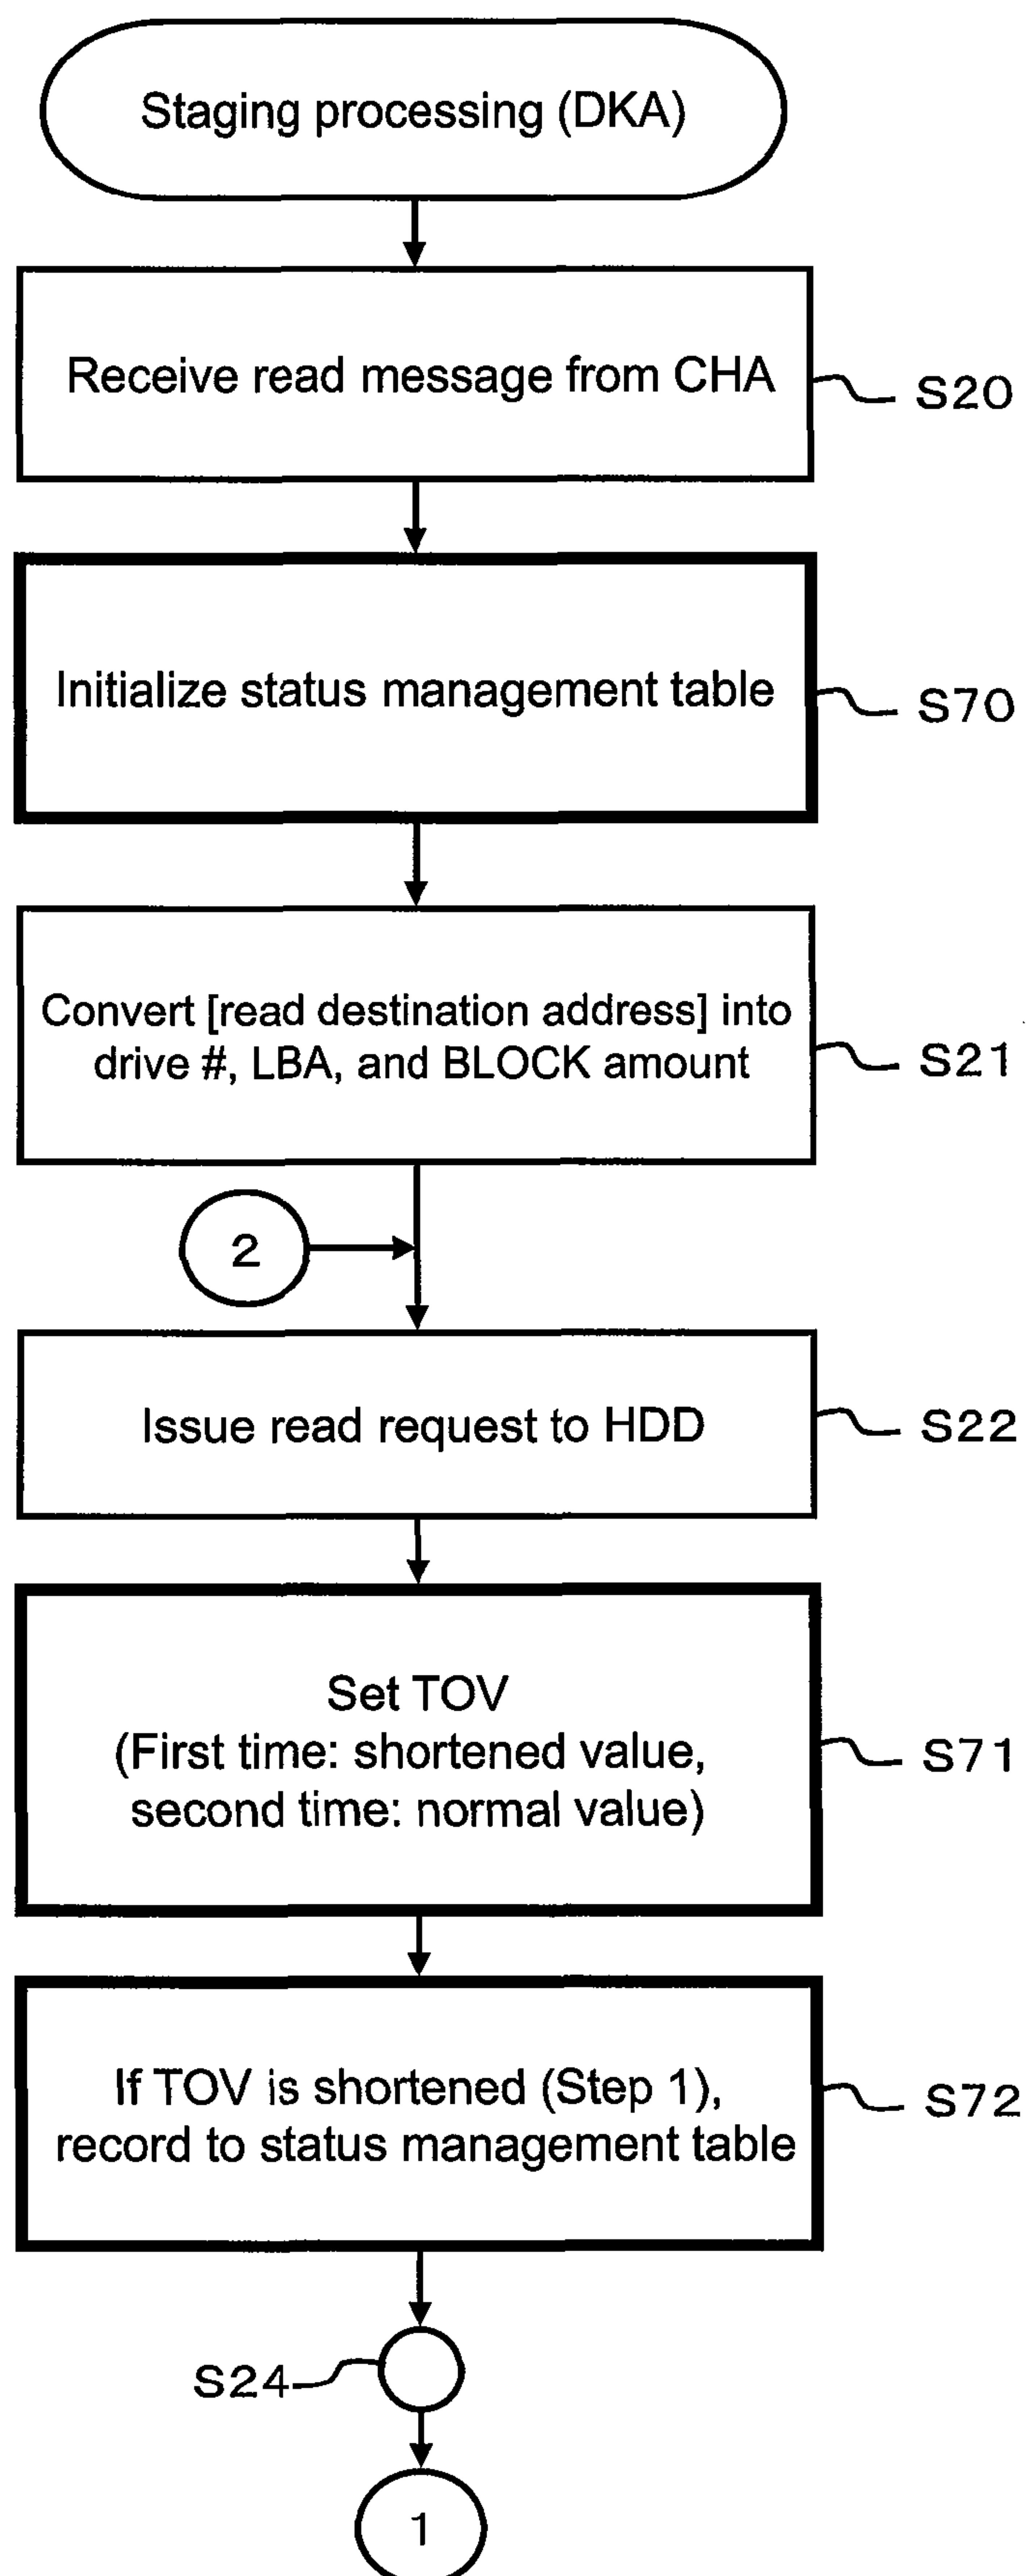 Staging processing (DKA)
Receive read message from CHA
S20
Initialize status management table
S70
Convert [read destination address] into
drive #, LBA, and BLOCK amount
S21
2
Issue read request to HDD
S22
Set TOV
(First time: shortened value,
second time: normal value)
S71
If TOV is shortened (Step 1),
record to status management table
S72
S24
1